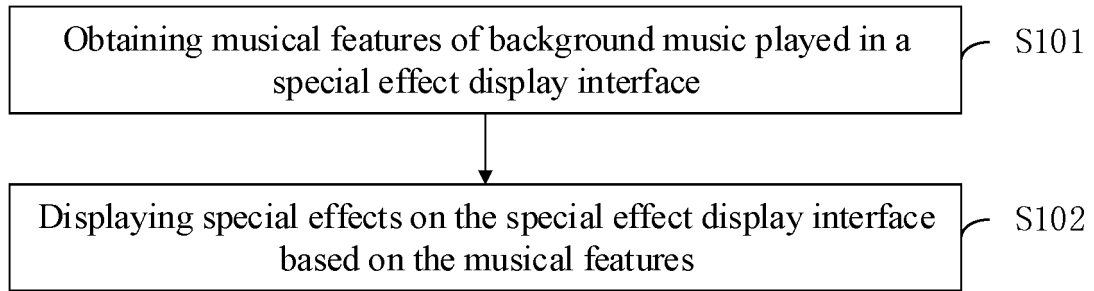 Obtaining musical features of background music played in a
special effect display interface
S101
Displaying special effects on the special effect display interface
based on the musical features
S102